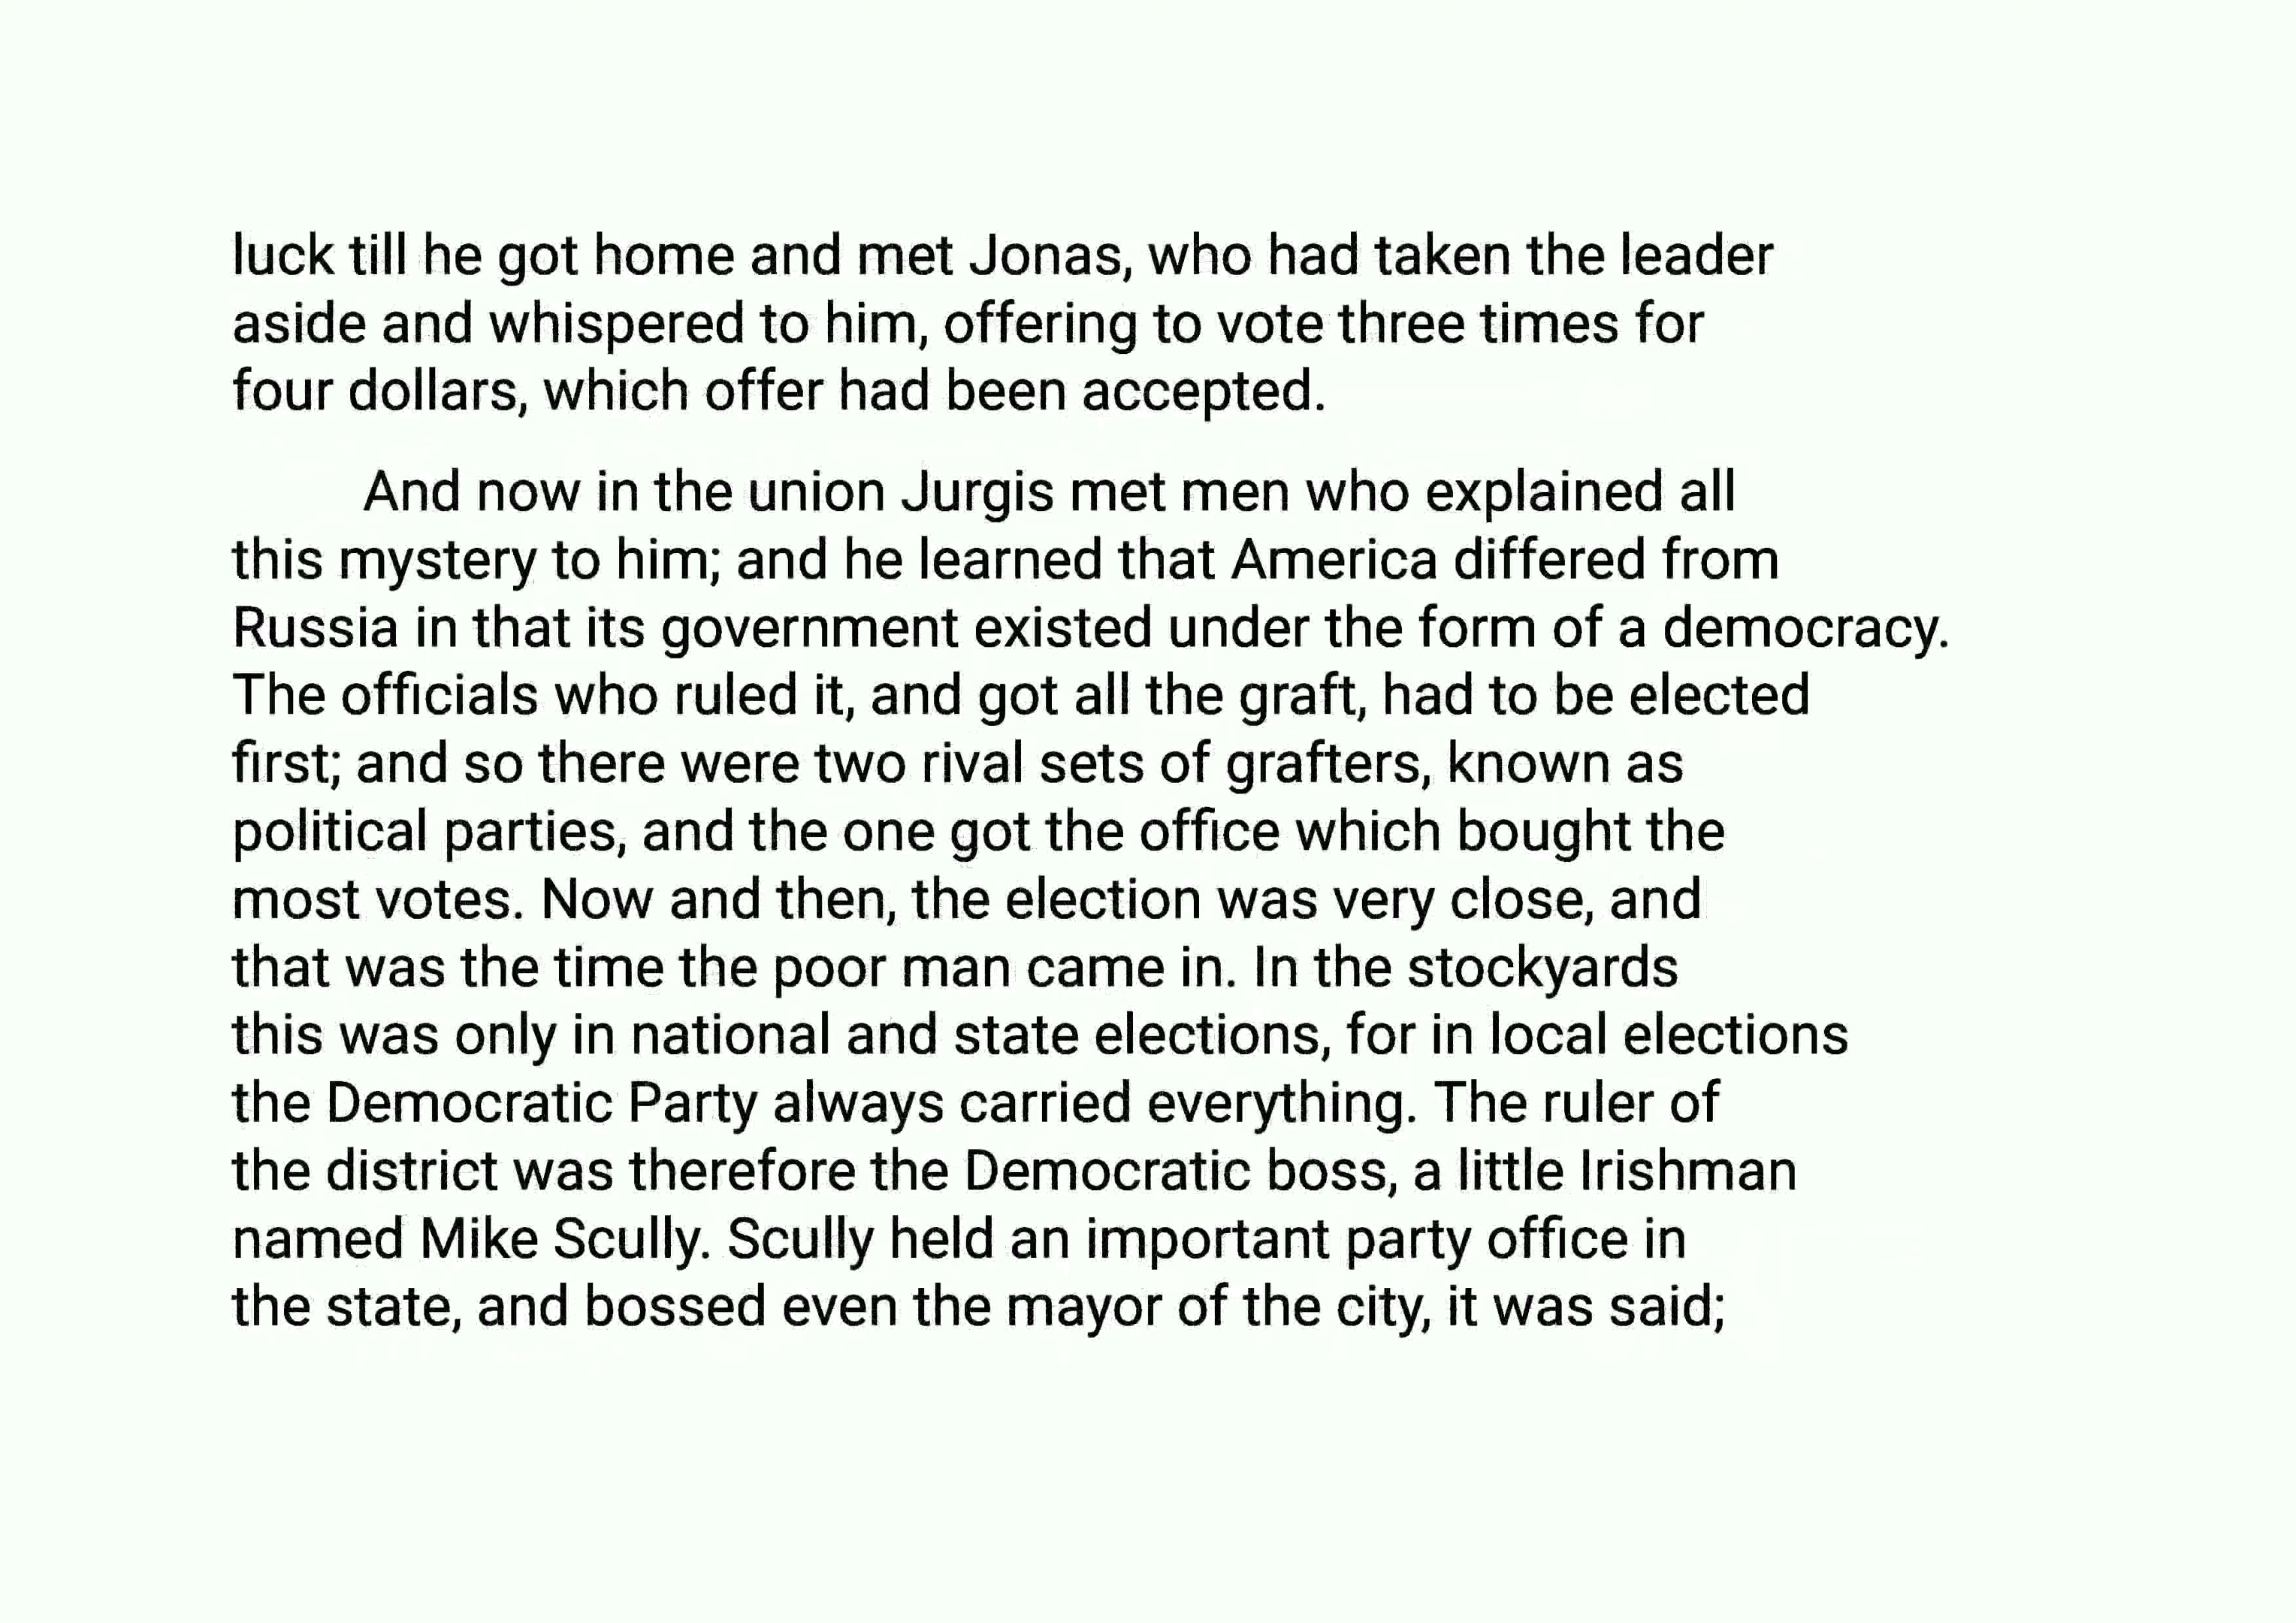 luck till he got home and met Jonas, who had taken the leader
aside and whispered to him, offering to vote three times for
four dollars, which offer had been accepted.
And now in the union Jurgis met men who explained all
this mystery to him; and he learned that America differed from
Russia in that its government existed under the form of a democracy.
The officials who ruled it, and got all the graft, had to be elected
first; and so there were two rival sets of grafters, known as
political parties, and the one got the office which bought the
most votes. Now and then, the election was very close, and
that was the time the poor man came in. In the stockyards
this was only in national and state elections, for in local elections
the Democratic Party always carried everything. The ruler of
the district was therefore the Democratic boss, a little Irishman
named Mike Scully. Scully held an important party office in
the state, and bossed even the mayor of the city, it was said;